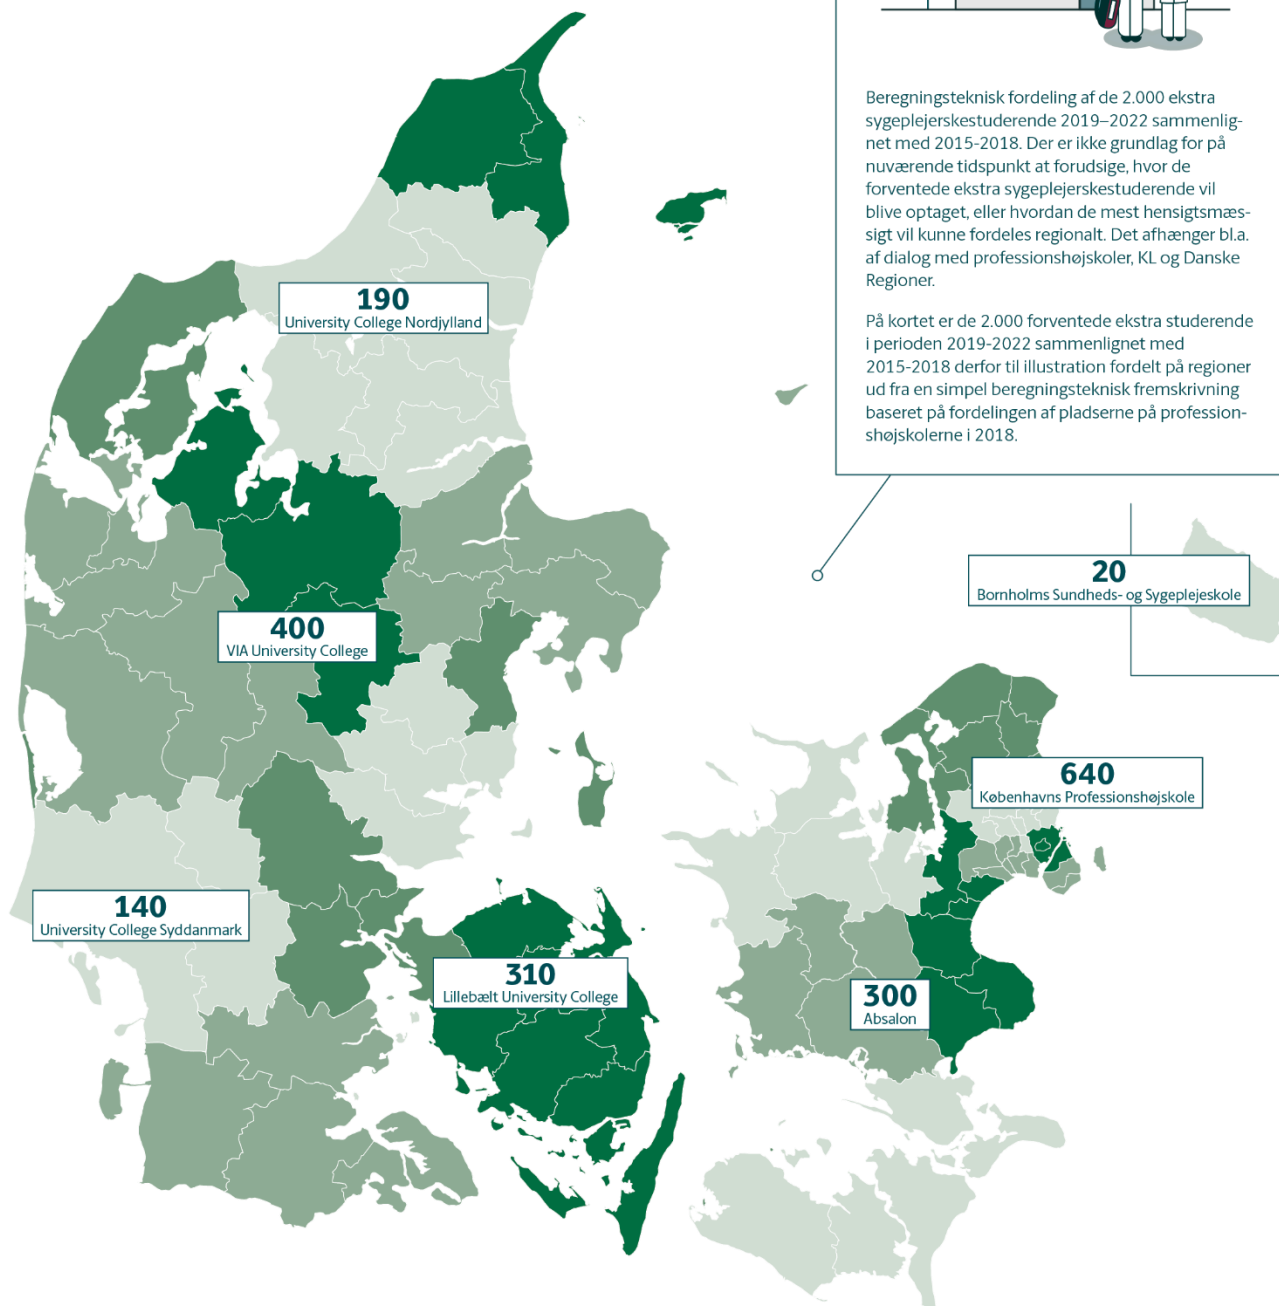 Beregningsteknisk fordeling af de 2.000 ekstra
sygeplejerskestuderende 2019–2022 sammenlig-
net med 2015-2018. Der er ikke grundlag for på
nuværende tidspunkt at forudsige, hvor de
forventede ekstra sygeplejerskestuderende vil
blive optaget, eller hvordan de mest hensigtsmæs-
sigt vil kunne fordeles regionalt. Det afhænger bl.a.
af dialog med professionshøjskoler, KL og Danske
Regioner.
På kortet er de 2.000 forventede ekstra studerende
i perioden 2019-2022 sammenlignet med
2015-2018 derfor til illustration fordelt på regioner
ud fra en simpel beregningsteknisk fremskrivning
baseret på fordelingen af pladserne på profession-
shøjskolerne i 2018.
190
University College Nordjylland
20
Bornholms Sundheds- og Sygeplejeskole
400
VIA University College
640
Københavns Professionshøjskole
140
University College Syddanmark
310
Lillebælt University College
300
Absalon